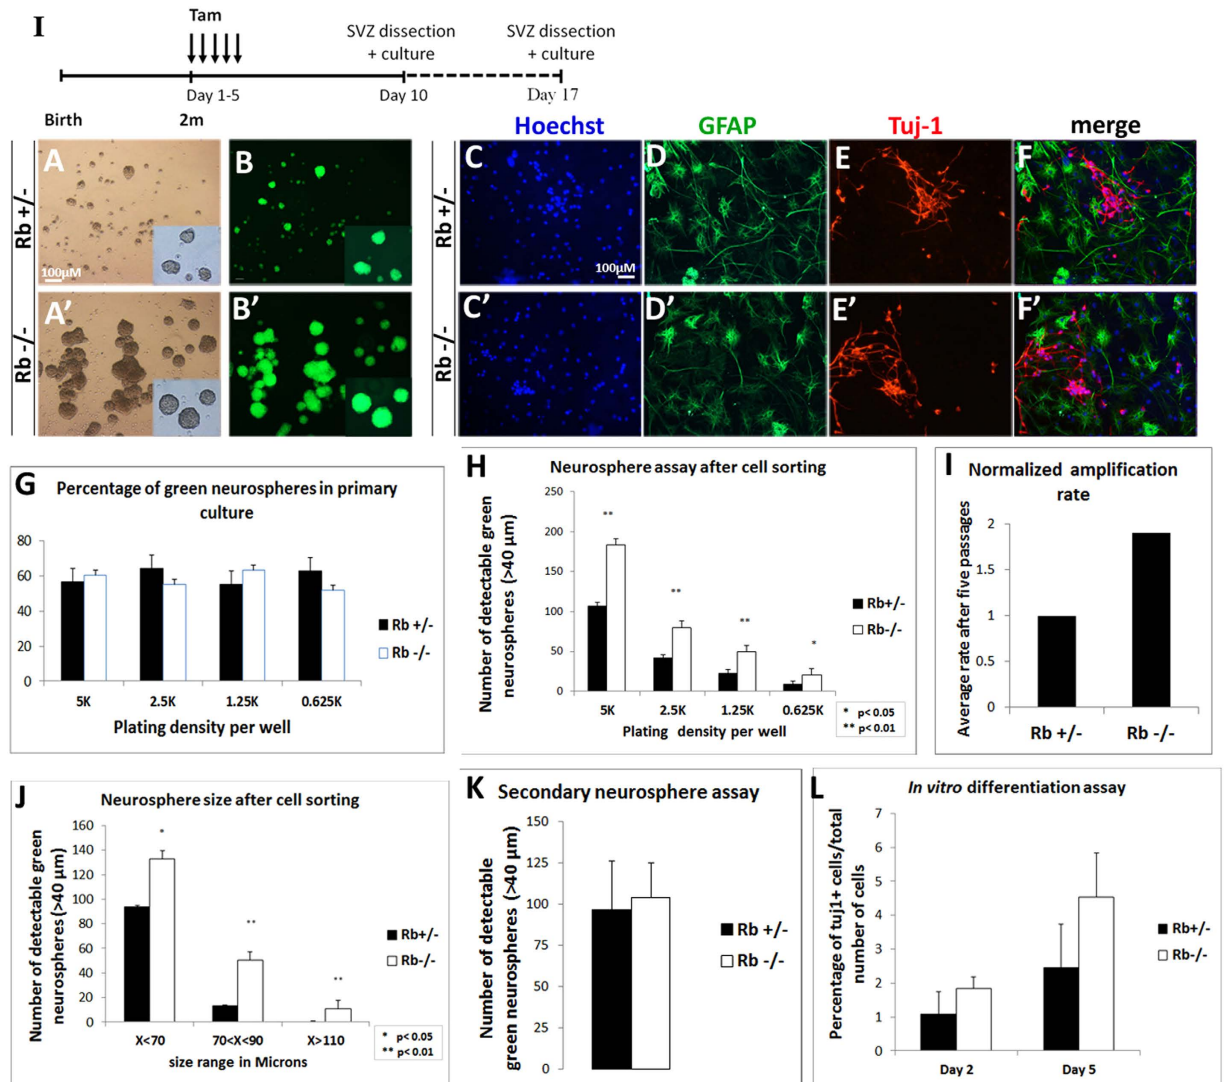 I
Tam
SVZ dissection
+ culture
SVZ dissection
+ culture
Day 1-5
Day 10
Day 17
Birth
2m
Hoechst
GFAP
Tuj-1
merge
Rb +/-
A
100µM
B
Rb +/-
C
100µM
D
E
F
Rb -/-
A'
B'
Rb -/-
C'
D'
E'
F'
G
Percentage of green neurospheres in primary
culture
80
60
40
20
0
5K
2.5K
1.25K
0.625K
Plating density per well
Rb +/-
Rb -/-
H
Neurosphere assay after cell sorting
Number of detectable green
neurospheres (>40 µm)
250
200
150
100
50
0
**
**
**
*
5K
2.5K
1.25K
0.625K
Plating density per well
Rb+/-
Rb-/-
* p< 0.05
** p< 0.01
I
Normalized amplification
rate
Average rate after five passages
2
1.5
1
0.5
0
Rb +/-
Rb -/-
J
Neurosphere size after cell sorting
Number of detectable green
neurospheres (>40 µm)
160
140
120
100
80
60
40
20
0
*
**
**
X<70
70<X<90
X>110
size range in Microns
Rb+/-
Rb-/-
* p< 0.05
** p< 0.01
K
Secondary neurosphere assay
Number of detectable
green neurospheres (>40 µm)
150
125
100
75
50
25
0
Rb +/-
Rb -/-
L
In vitro differentiation assay
Percentage of tuj1+ cells/total
number of cells
7
6
5
4
3
2
1
0
Day 2
Day 5
Rb+/-
Rb-/-